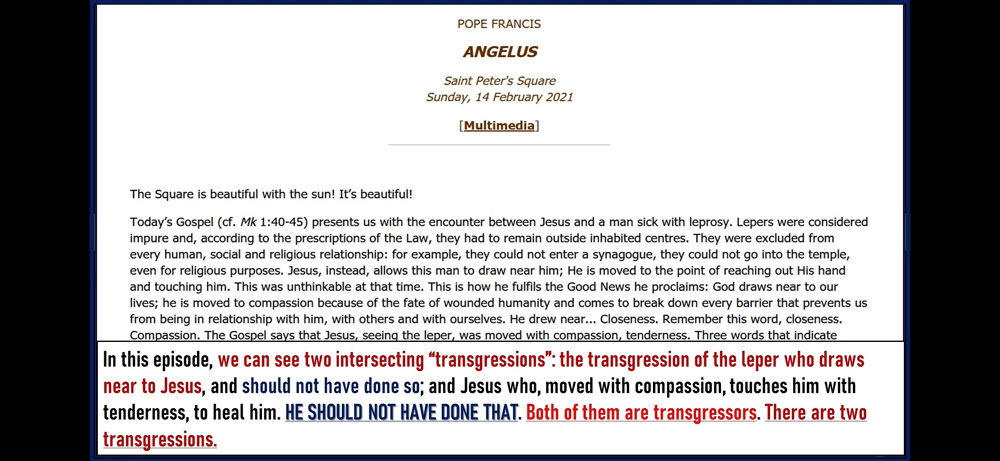 POPE FRANCIS
ANGELUS
Saint Peter's Square
Sunday, 14 February 2021
[Multimedia]
The Square is beautiful with the sun! It’s beautiful!
Today’s Gospel (cf. Mk 1:40-45) presents us with the encounter between Jesus and a man sick with leprosy. Lepers were considered
impure and, according to the prescriptions of the Law, they had to remain outside inhabited centres. They were excluded from
every human, social and religious relationship: for example, they could not enter a synagogue, they could not go into the temple,
even for religious purposes. Jesus, instead, allows this man to draw near him; He is moved to the point of reaching out His hand
and touching him. This was unthinkable at that time. This is how he fulfils the Good News he proclaims: God draws near to our
lives; he is moved to compassion because of the fate of wounded humanity and comes to break down every barrier that prevents us
from being in relationship with him, with others and with ourselves. He drew near... Closeness. Remember this word, closeness.
Compassion. The Gospel says that Jesus, seeing the leper, was moved with compassion, tenderness. Three words that indicate
In this episode, we can see two intersecting “transgressions”: the transgression of the leper who draws
near to Jesus, and should not have done so; and Jesus who, moved with compassion, touches him with
tenderness, to heal him. HE SHOULD NOT HAVE DONE THAT. Both of them are transgressors. There are two
transgressions.